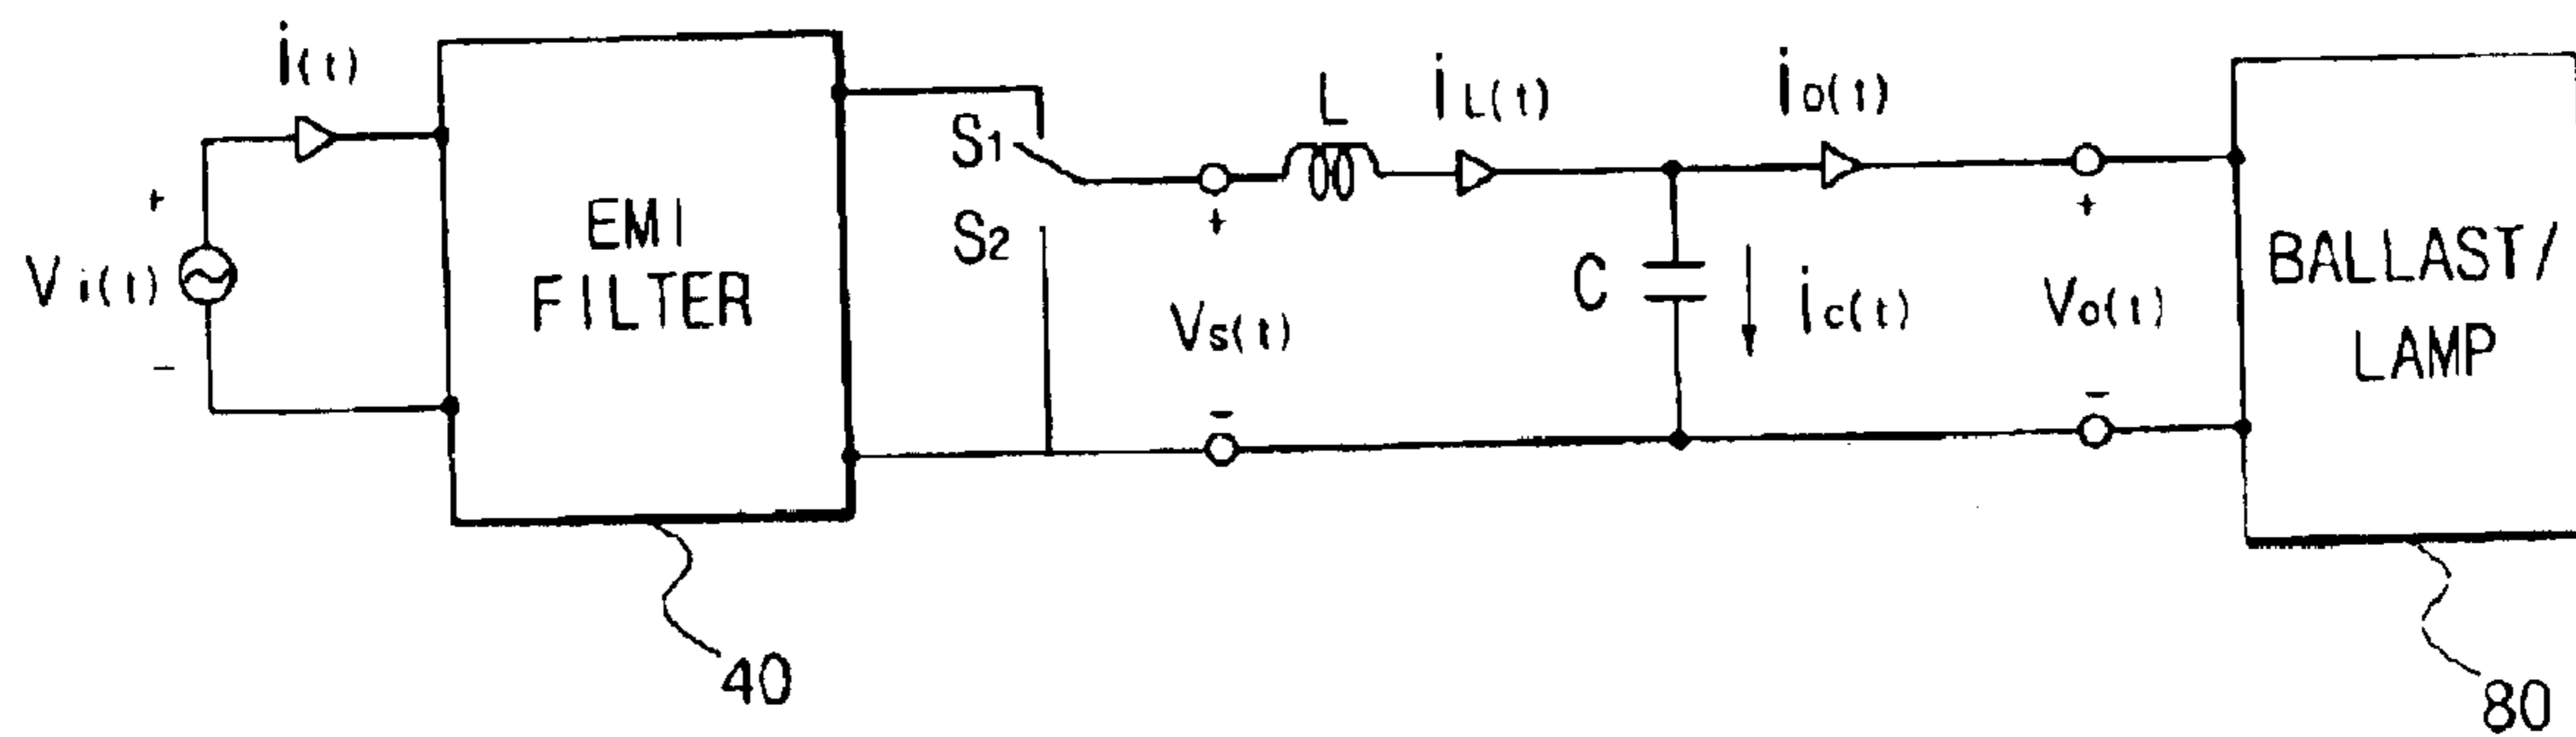 i(t)
+
Vi(t)
−
EMI
FILTER
40
S1
S2
L
iL(t)
+
Vs(t)
−
C
ic(t)
io(t)
+
Vo(t)
−
BALLAST/
LAMP
80